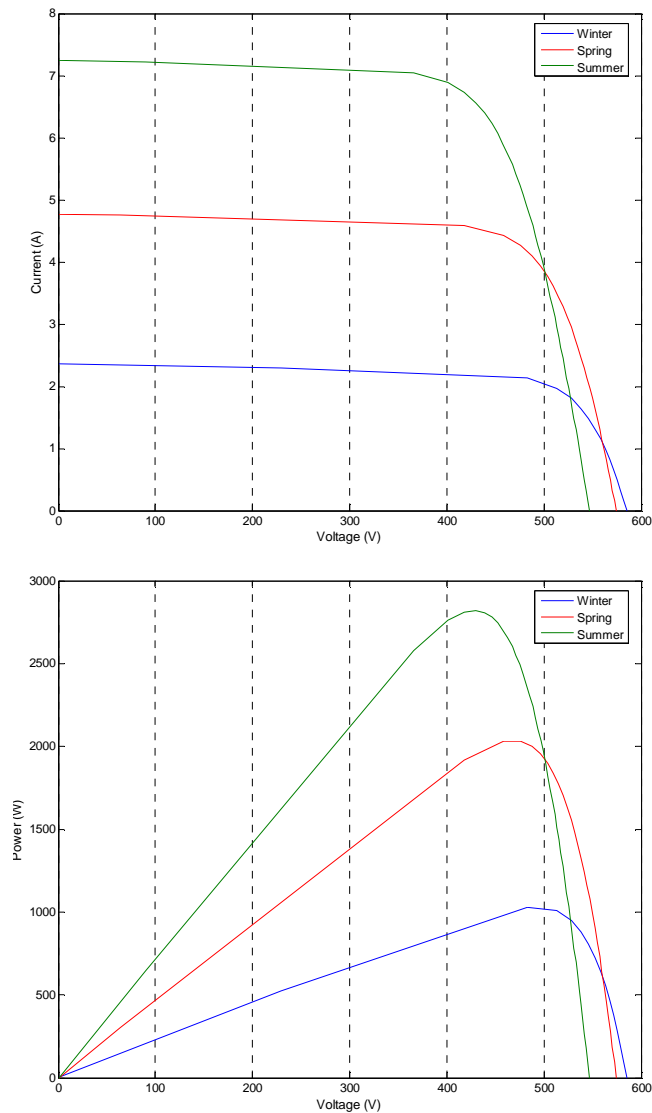 8
7
6
5
4
3
2
1
0
Current (A)
0 100 200 300 400 500 600
Voltage (V)
Winter
Spring
Summer
3000
2500
2000
1500
1000
500
0
Power (W)
0 100 200 300 400 500 600
Voltage (V)
Winter
Spring
Summer